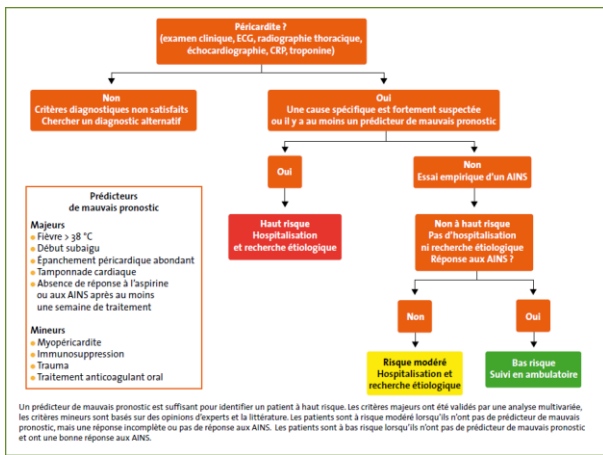 Péricardite ?
(examen clinique, ECG, radiographie thoracique,
échocardiographie, CRP, troponine)
Non
Critères diagnostiques non satisfaits
Chercher un diagnostic alternatif
Oui
Une cause spécifique est fortement suspectée
ou il y a au moins un prédicteur de mauvais pronostic
Oui
Non
Essai empirique d'un AINS
Haut risque
Hospitalisation
et recherche étiologique
Non à haut risque
Pas d'hospitalisation
ni recherche étiologique
Réponse aux AINS ?
Non
Oui
Risque modéré
Hospitalisation et
recherche étiologique
Bas risque
Suivi en ambulatoire
Prédicteurs
de mauvais pronostic
Majeurs
Fièvre > 38 °C
Début subaigu
Épanchement péricardique abondant
Tamponnade cardiaque
Absence de réponse à l'aspirine
ou aux AINS après au moins
une semaine de traitement
Mineurs
Myopéricardite
Immunosuppression
Trauma
Traitement anticoagulant oral
Un prédicteur de mauvais pronostic est suffisant pour identifier un patient à haut risque. Les critères majeurs ont été validés par une analyse multivariée,
les critères mineurs sont basés sur des opinions d'experts et la littérature. Les patients sont à risque modéré lorsqu'ils n'ont pas de prédicteur de mauvais
pronostic, mais une réponse incomplète ou pas de réponse aux AINS. Les patients sont à bas risque lorsqu'ils n'ont pas de prédicteur de mauvais pronostic
et ont une bonne réponse aux AINS.